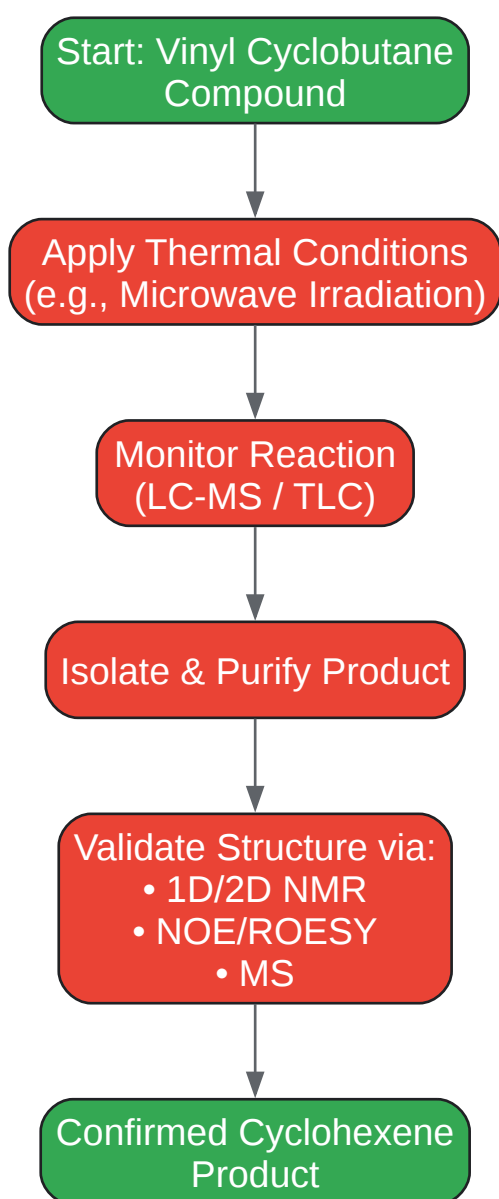 Start: Vinyl Cyclobutane
Compound
Apply Thermal Conditions
(e.g., Microwave Irradiation)
Monitor Reaction
(LC-MS / TLC)
Isolate & Purify Product
Validate Structure via:
• 1D/2D NMR
• NOE/ROESY
• MS
Confirmed Cyclohexene
Product